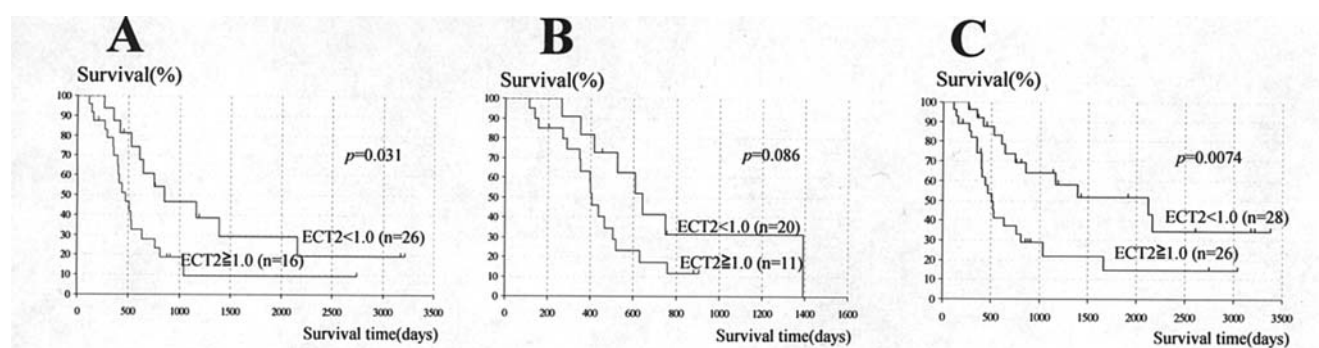 A
Survival(%)
100
90
80
70
60
50
40
30
20
10
0
p=0.031
ECT2<1.0 (n=26)
ECT2≧1.0 (n=16)
0 500 1000 1500 2000 2500 3000 3500
Survival time(days)
B
Survival(%)
100
90
80
70
60
50
40
30
20
10
0
p=0.086
ECT2<1.0 (n=20)
ECT2≧1.0 (n=11)
0 200 400 600 800 1000 1200 1400 1600
Survival time(days)
C
Survival(%)
100
90
80
70
60
50
40
30
20
10
0
p=0.0074
ECT2<1.0 (n=28)
ECT2≧1.0 (n=26)
0 500 1000 1500 2000 2500 3000 3500
Survival time(days)